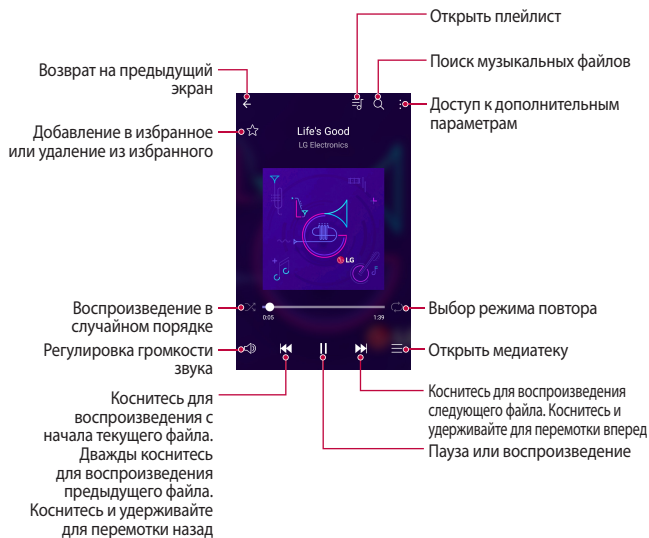 Открыть плейлист
Поиск музыкальных файлов
Доступ к дополнительным
параметрам
Возврат на предыдущий
экран
Добавление в избранное
или удаление из избранного
Life's Good
LG Electronics
LG
0:05
1:39
Воспроизведение в
случайном порядке
Регулировка громкости
звука
Коснитесь для
воспроизведения с
начала текущего файла.
Дважды коснитесь
для воспроизведения
предыдущего файла.
Коснитесь и удерживайте
для перемотки назад
Выбор режима повтора
Открыть медиатеку
Коснитесь для воспроизведения
следующего файла. Коснитесь и
удерживайте для перемотки вперед
Пауза или воспроизведение